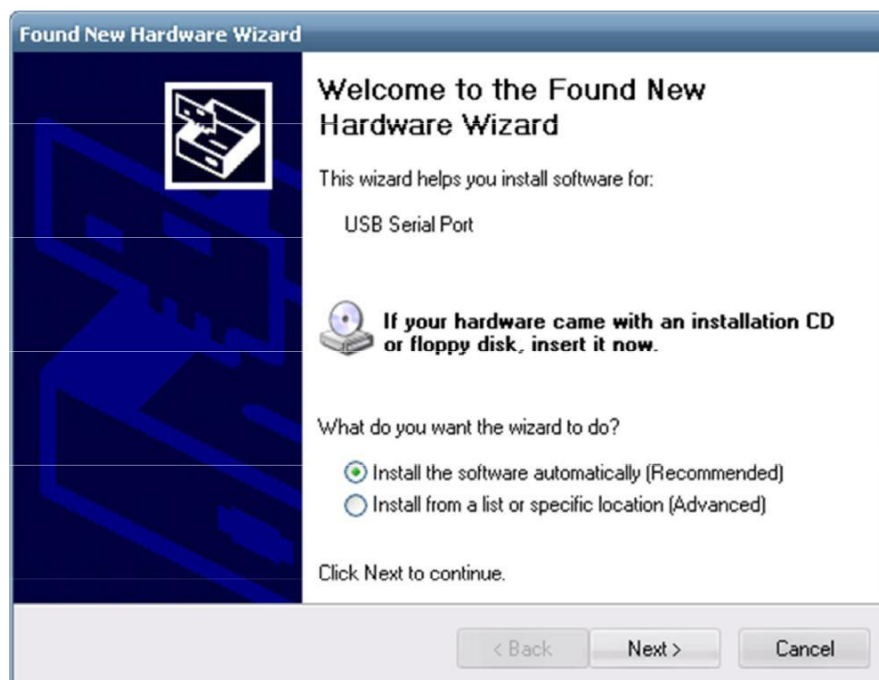 Found New Hardware Wizard
Welcome to the Found New
Hardware Wizard
This wizard helps you install software for:
USB Serial Port
If your hardware came with an installation CD
or floppy disk, insert it now.
What do you want the wizard to do?
Install the software automatically (Recommended)
Install from a list or specific location (Advanced)
Click Next to continue.
< Back Next > Cancel